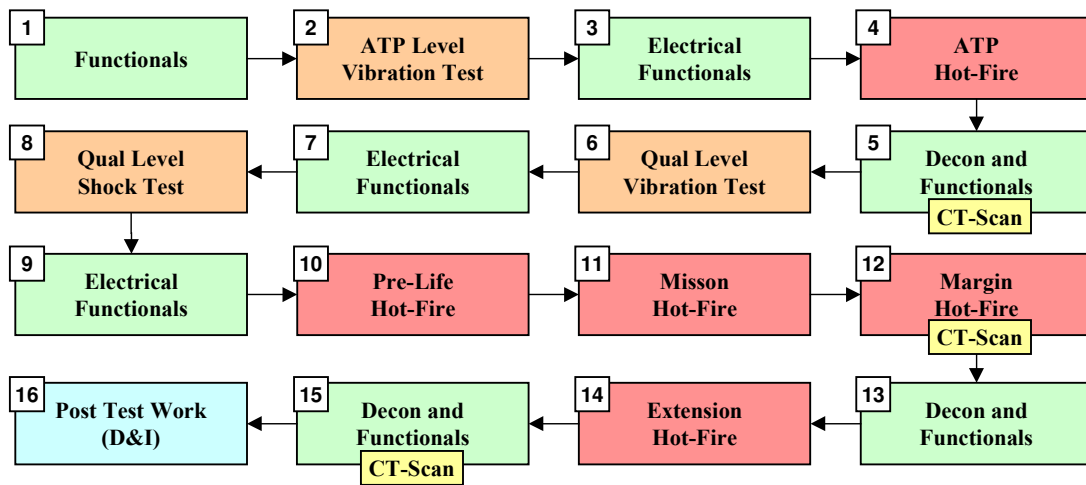 1
Functionals
2
ATP Level
Vibration Test
3
Electrical
Functionals
4
ATP
Hot-Fire
5
Decon and
Functionals
CT-Scan
6
Qual Level
Vibration Test
7
Electrical
Functionals
8
Qual Level
Shock Test
9
Electrical
Functionals
10
Pre-Life
Hot-Fire
11
Misson
Hot-Fire
12
Margin
Hot-Fire
CT-Scan
13
Decon and
Functionals
14
Extension
Hot-Fire
15
Decon and
Functionals
CT-Scan
16
Post Test Work
(D&I)